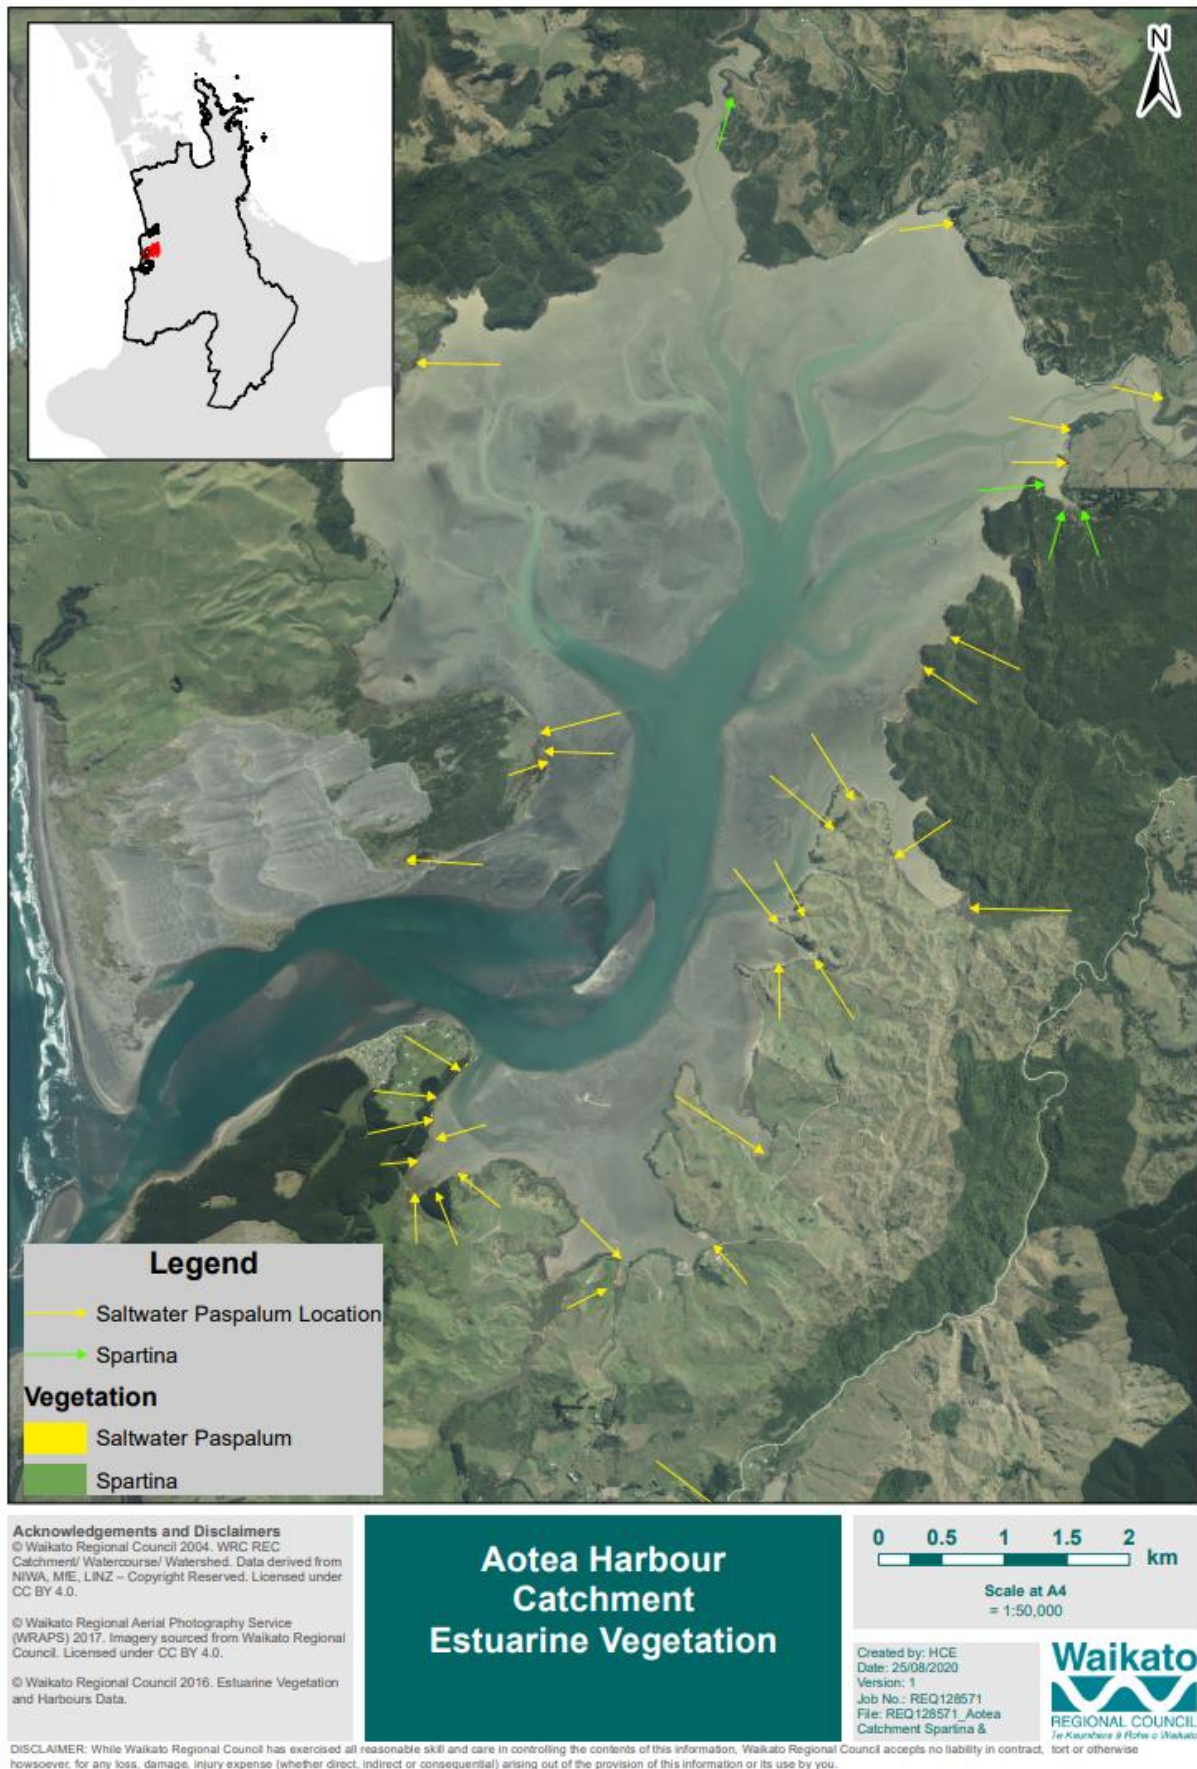 N
Legend
Saltwater Paspalum Location
Spartina
Vegetation
Saltwater Paspalum
Spartina
Acknowledgements and Disclaimers
© Waikato Regional Council 2004. WRC REC
Catchment/ Watercourse/ Watershed. Data derived from
NIWA, MfE, LINZ – Copyright Reserved. Licensed under
CC BY 4.0.
© Waikato Regional Aerial Photography Service
(WRAPS) 2017. Imagery sourced from Waikato Regional
Council. Licensed under CC BY 4.0.
© Waikato Regional Council 2016. Estuarine Vegetation
and Harbours Data.
Aotea Harbour
Catchment
Estuarine Vegetation
0 0.5 1 1.5 2
km
Scale at A4
= 1:50,000
Created by: HCE
Date: 25/08/2020
Version: 1
Job No.: REQ128571
File: REQ128571_Aotea
Catchment Spartina &
Waikato
REGIONAL COUNCIL
Te Kaunihera ā Rohe o Waikato
DISCLAIMER: While Waikato Regional Council has exercised all reasonable skill and care in controlling the contents of this information, Waikato Regional Council accepts no liability in contract, tort or otherwise
howsoever, for any loss, damage, injury expense (whether direct, indirect or consequential) arising out of the provision of this information or its use by you.